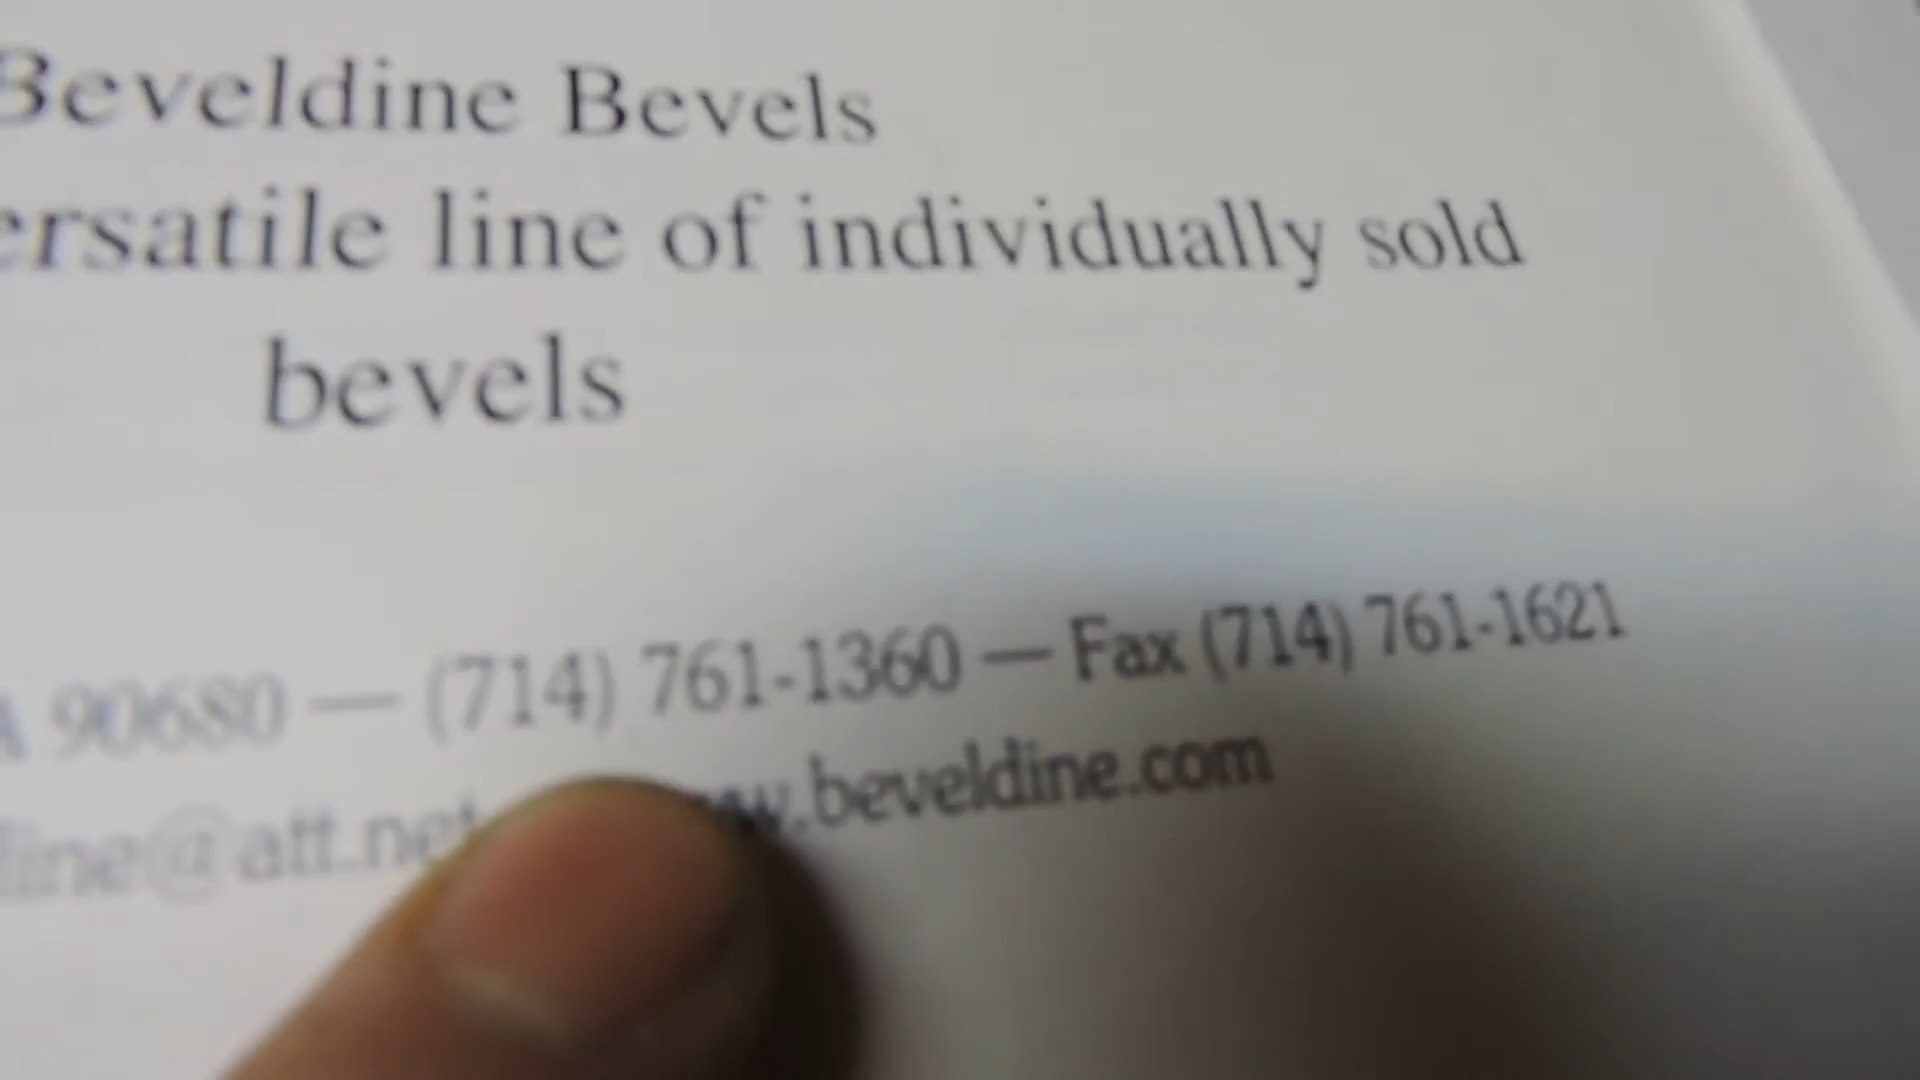 Beveldine Bevels
ersatile line of individually sold
bevels
A 90680 — (714) 761-1360 — Fax (714) 761-1621
line@att.net w.beveldine.com